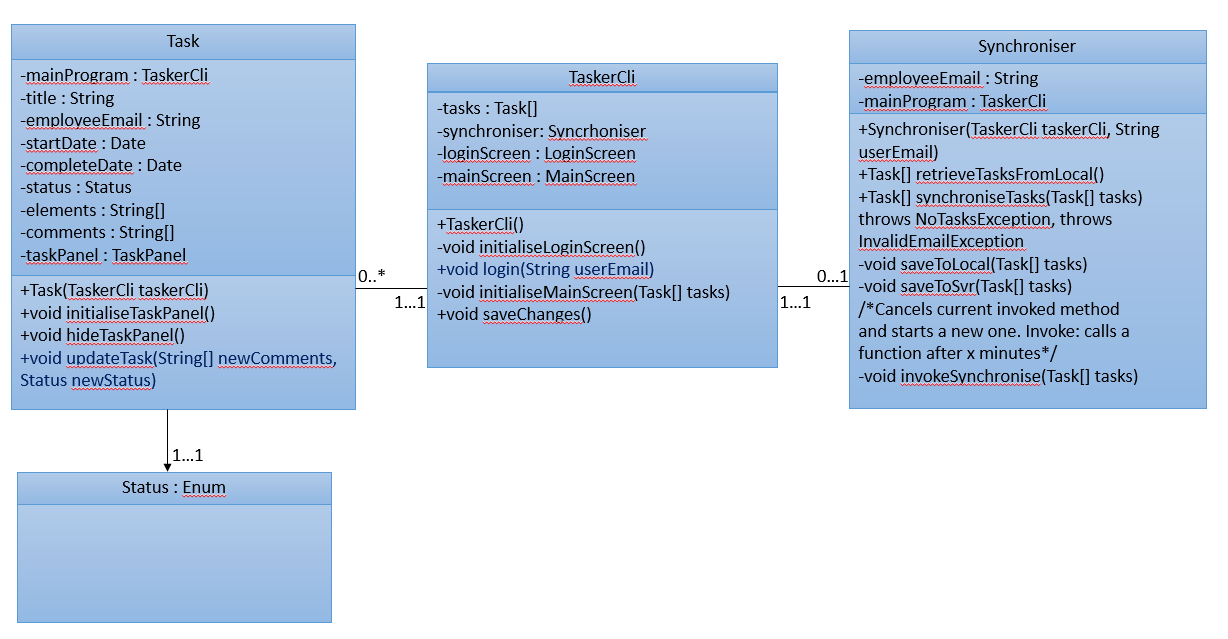 Task
-mainProgram : TaskerCli
-title : String
-employeeEmail : String
-startDate : Date
-completeDate : Date
-status : Status
-elements : String[]
-comments : String[]
-taskPanel : TaskPanel
+Task(TaskerCli taskerCli)
+void initialiseTaskPanel()
+void hideTaskPanel()
+void updateTask(String[] newComments,
Status newStatus)
0..*
1...1
TaskerCli
-tasks : Task[]
-synchroniser: Syncrhoniser
-loginScreen : LoginScreen
-mainScreen : MainScreen
+TaskerCli()
-void initialiseLoginScreen()
+void login(String userEmail)
-void initialiseMainScreen(Task[] tasks)
+void saveChanges()
0...1
1...1
Synchroniser
-employeeEmail : String
-mainProgram : TaskerCli
+Synchroniser(TaskerCli taskerCli, String
userEmail)
+Task[] retrieveTasksFromLocal()
+Task[] synchroniseTasks(Task[] tasks)
throws NoTasksException, throws
InvalidEmailException
-void saveToLocal(Task[] tasks)
-void saveToSvr(Task[] tasks)
/*Cancels current invoked method
and starts a new one. Invoke: calls a
function after x minutes*/
-void invokeSynchronise(Task[] tasks)
1...1
Status : Enum